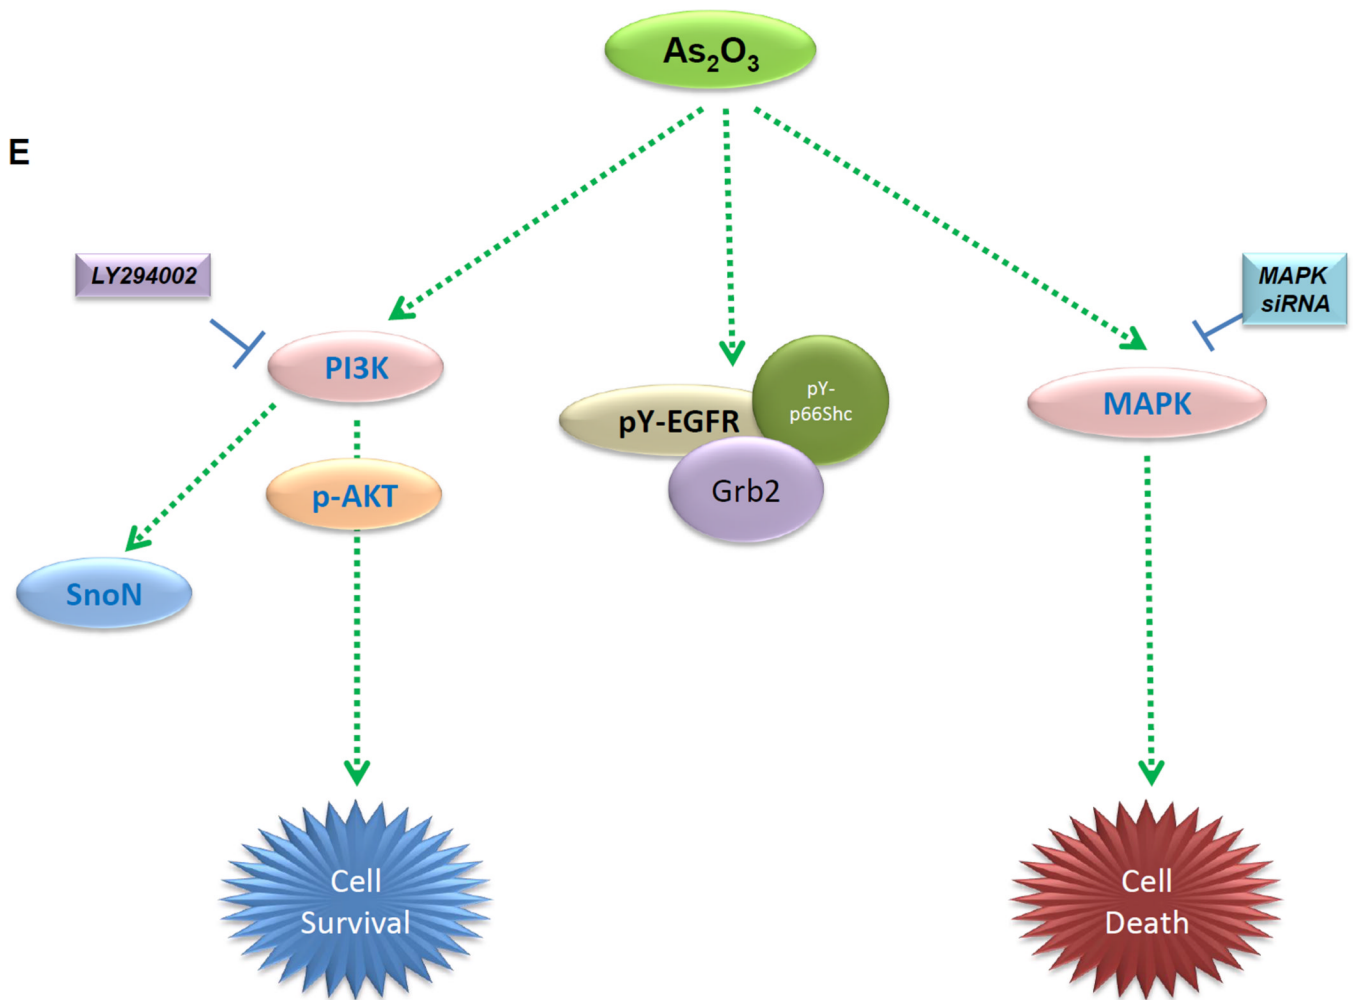 As₂O₃
E
LY294002
MAPK
siRNA
PI3K
pY-
p66Shc
pY-EGFR
MAPK
p-AKT
Grb2
SnoN
Cell
Survival
Cell
Death